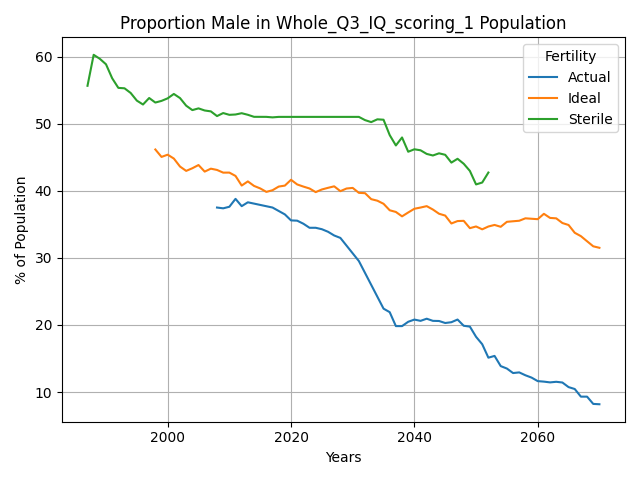 Proportion Male in Whole_Q3_IQ_scoring_1 Population
Fertility
Actual
Ideal
Sterile
% of Population
60
50
40
30
20
10
2000
2020
2040
2060
Years